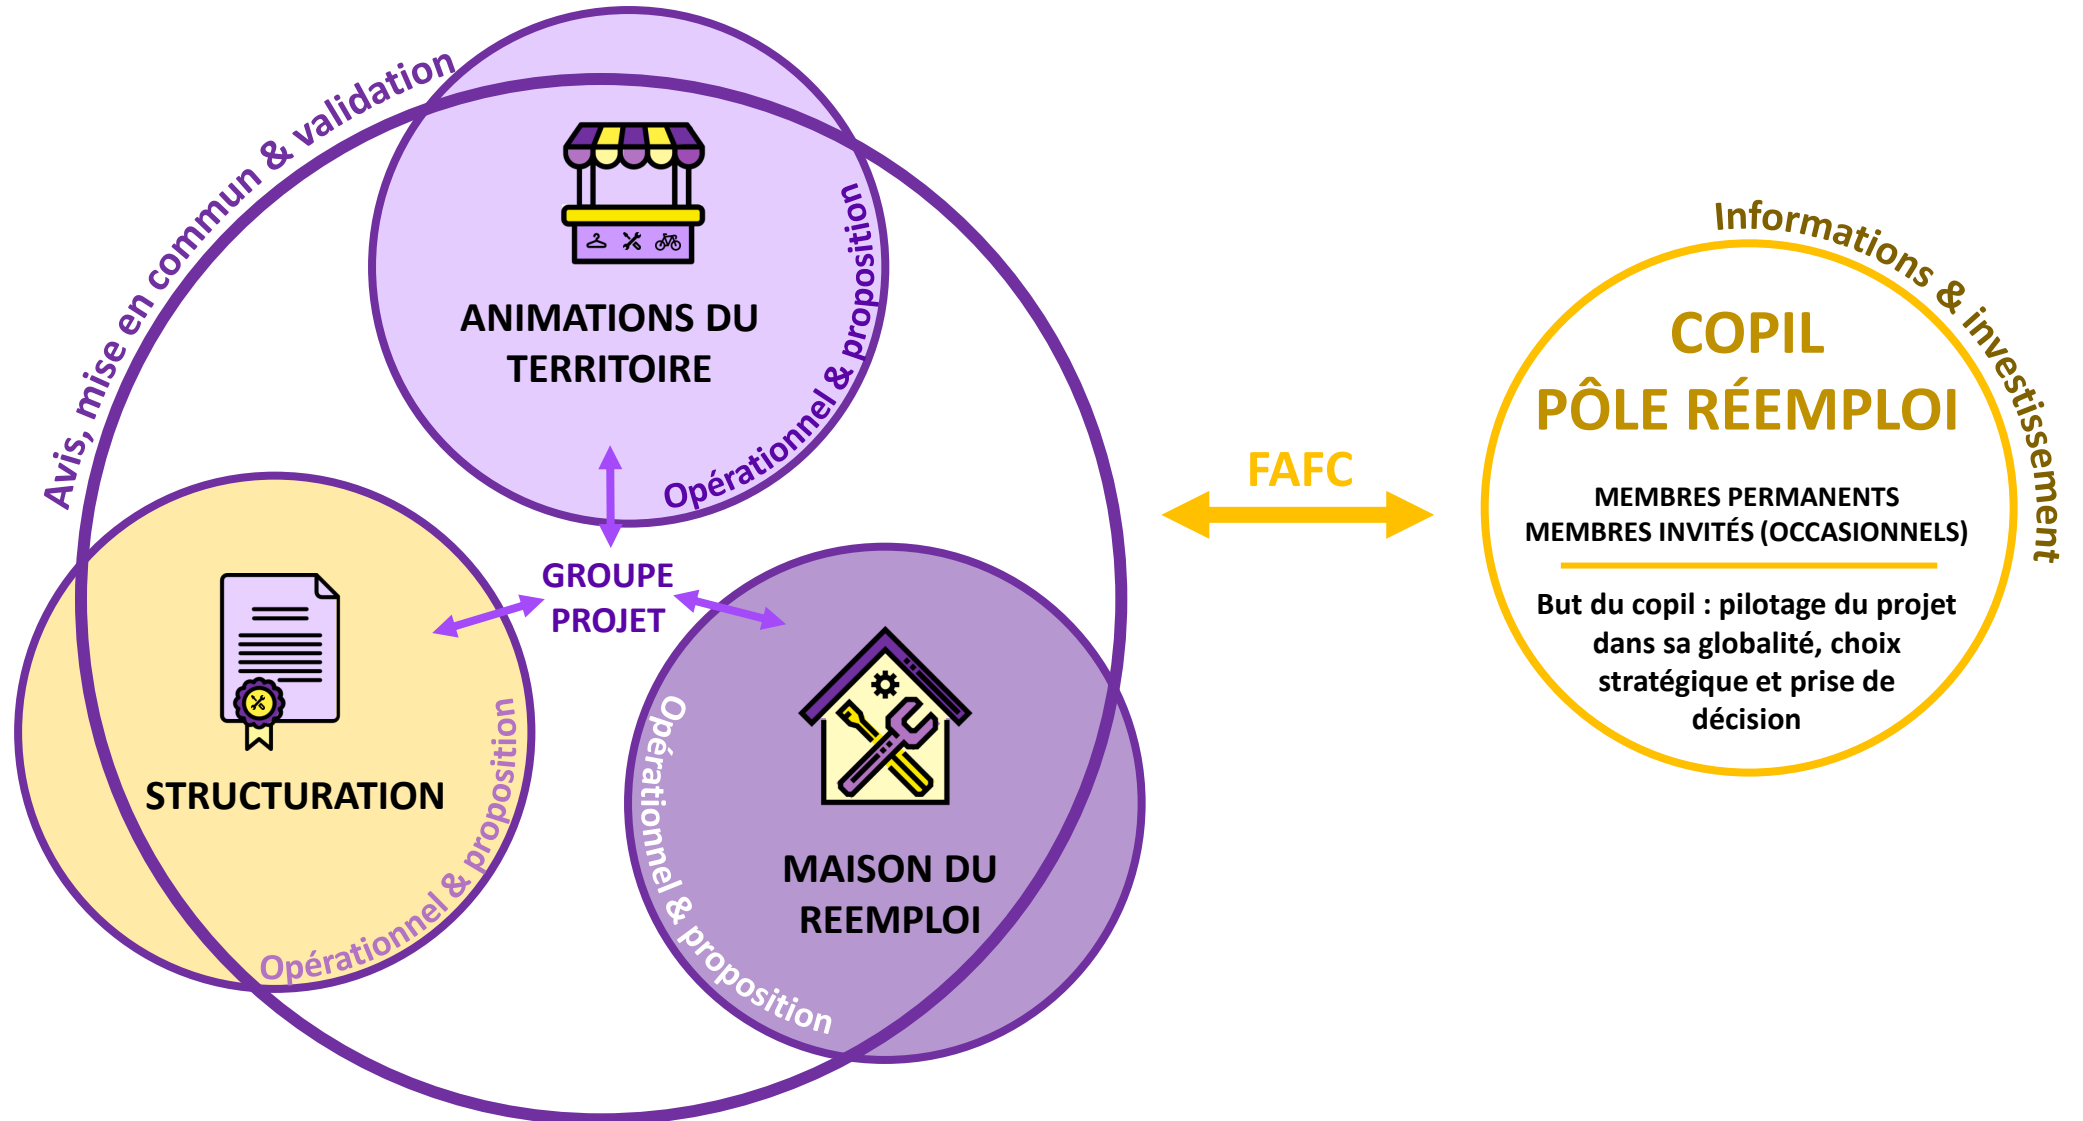 Avis, mise en commun & validation
ANIMATIONS DU
TERRITOIRE
Opérationnel & proposition
GROUPE
PROJET
STRUCTURATION
Opérationnel & proposition
MAISON DU
REEMPLOI
Opérationnel & proposition
FAFC
Informations & investissement
COPIL
PÔLE RÉEMPLOI
MEMBRES PERMANENTS
MEMBRES INVITÉS (OCCASIONNELS)
But du copil : pilotage du projet
dans sa globalité, choix
stratégique et prise de
décision